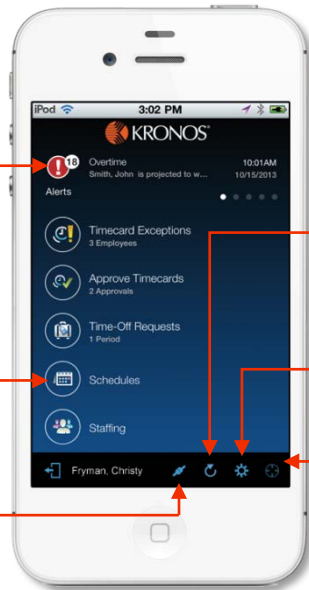 iPod 3:02 PM
KRONOS
18
Overtime 10:01AM
Smith, John is projected to w... 10/15/2013
Alerts
Timecard Exceptions
3 Employees
Approve Timecards
2 Approvals
Time-Off Requests
1 Period
Schedules
Staffing
Fryman, Christy